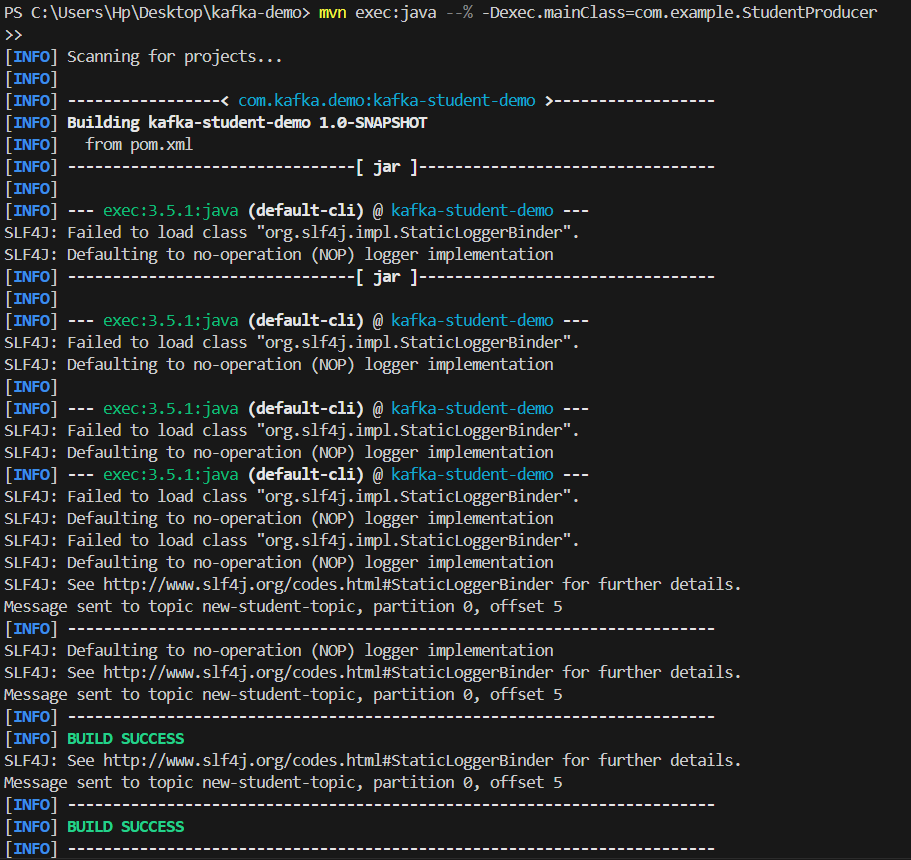 PS C:\Users\Hp\Desktop\kafka-demo> mvn exec:java --% -Dexec.mainClass=com.example.StudentProducer
>>
[INFO] Scanning for projects...
[INFO]
[INFO] -----------------< com.kafka.demo:kafka-student-demo >------------------
[INFO] Building kafka-student-demo 1.0-SNAPSHOT
[INFO]   from pom.xml
[INFO] --------------------------------[ jar ]---------------------------------
[INFO]
[INFO] --- exec:3.5.1:java (default-cli) @ kafka-student-demo ---
SLF4J: Failed to load class "org.slf4j.impl.StaticLoggerBinder".
SLF4J: Defaulting to no-operation (NOP) logger implementation
[INFO] --------------------------------[ jar ]---------------------------------
[INFO]
[INFO] --- exec:3.5.1:java (default-cli) @ kafka-student-demo ---
SLF4J: Failed to load class "org.slf4j.impl.StaticLoggerBinder".
SLF4J: Defaulting to no-operation (NOP) logger implementation
[INFO]
[INFO] --- exec:3.5.1:java (default-cli) @ kafka-student-demo ---
SLF4J: Failed to load class "org.slf4j.impl.StaticLoggerBinder".
SLF4J: Defaulting to no-operation (NOP) logger implementation
[INFO] --- exec:3.5.1:java (default-cli) @ kafka-student-demo ---
SLF4J: Failed to load class "org.slf4j.impl.StaticLoggerBinder".
SLF4J: Defaulting to no-operation (NOP) logger implementation
SLF4J: Failed to load class "org.slf4j.impl.StaticLoggerBinder".
SLF4J: Defaulting to no-operation (NOP) logger implementation
SLF4J: See http://www.slf4j.org/codes.html#StaticLoggerBinder for further details.
Message sent to topic new-student-topic, partition 0, offset 5
[INFO] ------------------------------------------------------------------------
SLF4J: Defaulting to no-operation (NOP) logger implementation
SLF4J: See http://www.slf4j.org/codes.html#StaticLoggerBinder for further details.
Message sent to topic new-student-topic, partition 0, offset 5
[INFO] ------------------------------------------------------------------------
[INFO] BUILD SUCCESS
SLF4J: See http://www.slf4j.org/codes.html#StaticLoggerBinder for further details.
Message sent to topic new-student-topic, partition 0, offset 5
[INFO] ------------------------------------------------------------------------
[INFO] BUILD SUCCESS
[INFO] ------------------------------------------------------------------------